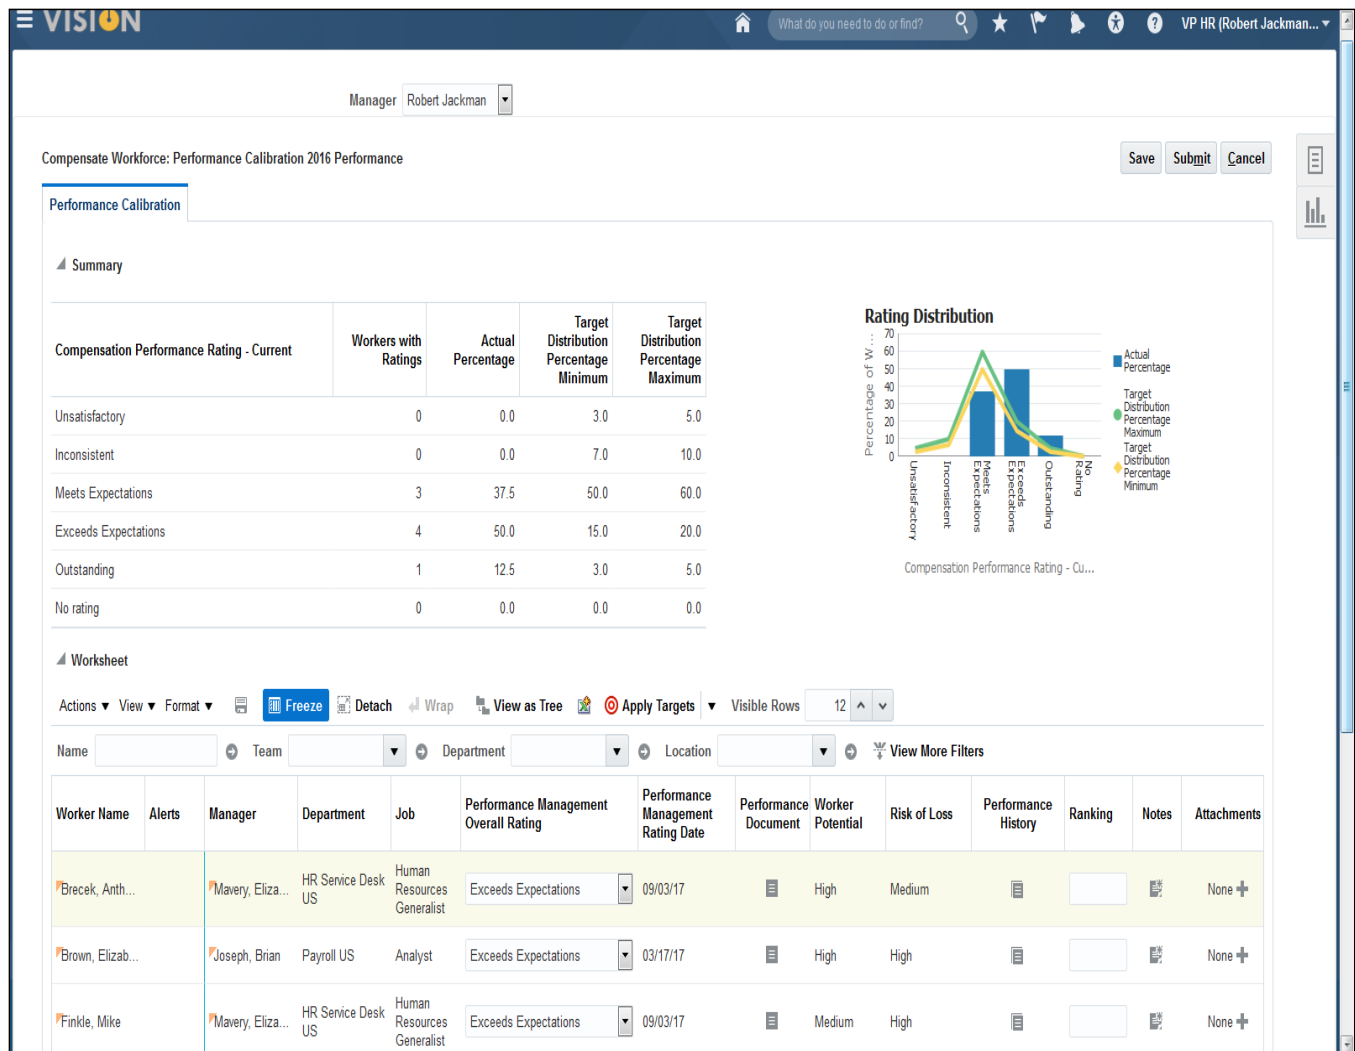 VISION
What do you need to do or find?
VP HR (Robert Jackman...
Manager Robert Jackman
Compensate Workforce: Performance Calibration 2016 Performance
Save Submit Cancel
Performance Calibration
Summary
Compensation Performance Rating - Current Workers with Ratings Actual Percentage Target Distribution Percentage Minimum Target Distribution Percentage Maximum
Unsatisfactory 0 0.0 3.0 5.0
Inconsistent 0 0.0 7.0 10.0
Meets Expectations 3 37.5 50.0 60.0
Exceeds Expectations 4 50.0 15.0 20.0
Outstanding 1 12.5 3.0 5.0
No rating 0 0.0 0.0 0.0
Rating Distribution
Percentage of W...
70
60
50
40
30
20
10
0
Unsatisfactory
Inconsistent
Meets Expectations
Exceeds Expectations
Outstanding
No Rating
Compensation Performance Rating - Cu...
Actual Percentage
Target Distribution Percentage Maximum
Target Distribution Percentage Minimum
Worksheet
Actions View Format Freeze Detach Wrap View as Tree Apply Targets Visible Rows 12
Name Team Department Location View More Filters
Worker Name Alerts Manager Department Job Performance Management Overall Rating Performance Management Rating Date Performance Document Worker Potential Risk of Loss Performance History Ranking Notes Attachments
Brecek, Anth... Mavery, Eliza... HR Service Desk US Human Resources Generalist Exceeds Expectations 09/03/17 High Medium None
Brown, Elizab... Joseph, Brian Payroll US Analyst Exceeds Expectations 03/17/17 High High None
Finkle, Mike Mavery, Eliza... HR Service Desk US Human Resources Generalist Exceeds Expectations 09/03/17 Medium High None